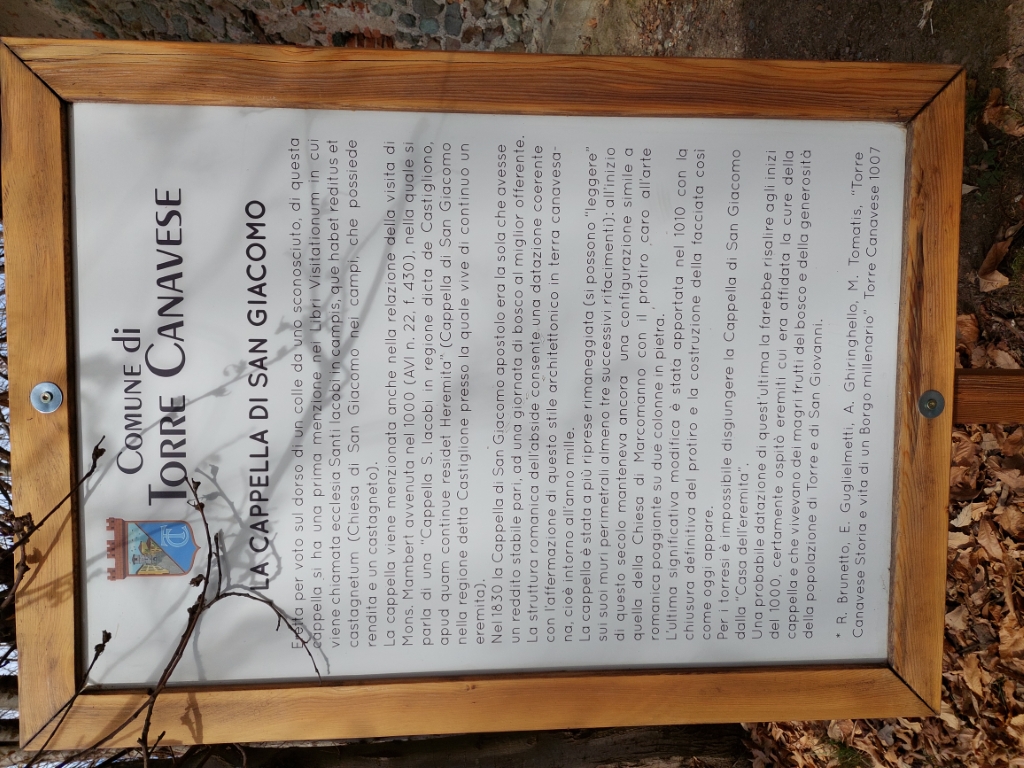 COMUNE di
TORRE CANAVESE
LA CAPPELLA DI SAN GIACOMO
Eretta per voto sul dorso di un colle da uno sconosciuto, di questa
cappella si ha una prima menzione nei Libri Visitationum in cui
viene chiamata ecclesia Santi Iacoqui in campis, que habet reditus et
castagnetum (Chiesa di San Giacomo nei campi, che possiede
rendita e un castagneto).
La cappella viene menzionata anche nella relazione della visita di
Mons. Mambert avvenuta nel 1000 (AVI n. 22, f. 430), nella quale si
parla di una "Cappella S. Iacobi in regione dicta de Castigliono,
apud quam continue residet Heremita" (Cappella di San Giacomo
nella regione detta Castiglione presso la quale vive di continuo un
eremita).
Nel 1830 la Cappella di San Giacomo apostolo era la sola che avesse
un reddito stabile pari, ad una giornata di bosco al miglior offerente.
La struttura romanica dell'abside consente una datazione coerente
con l'affermazione di questo stile architettonico in terra canavesa-
na, cioè intorno all'anno mille.
La cappella è stata a più riprese rimaneggiata (si possono "leggere"
sui suoi muri perimetrali almeno tre successivi rifacimenti): all'inizio
di questo secolo manteneva ancora una configurazione simile a
quella della Chiesa di Marcomano con il protiro caro all'arte
romanica poggiante su due colonne in pietra.
L'ultima significativa modifica è stata apportata nel 1010 con la
chiusura definitiva del protiro e la costruzione della facciata così
come oggi appare.
Per i torresi è impossibile disgiungere la Cappella di San Giacomo
dalla "Casa dell'eremita".
Una probabile datazione di quest'ultima la farebbe risalire agli inizi
del 1000, certamente ospitò eremiti cui era affidata la cure della
cappella e che vivevano dei magri frutti del bosco e della generosità
della popolazione di Torre e di San Giovanni.
* R. Brunetto, E. Guglielmetti, A. Ghiringhello, M. Tomatis, "Torre
Canavese Storia e vita di un Borgo millenario" Torre Canavese 1007